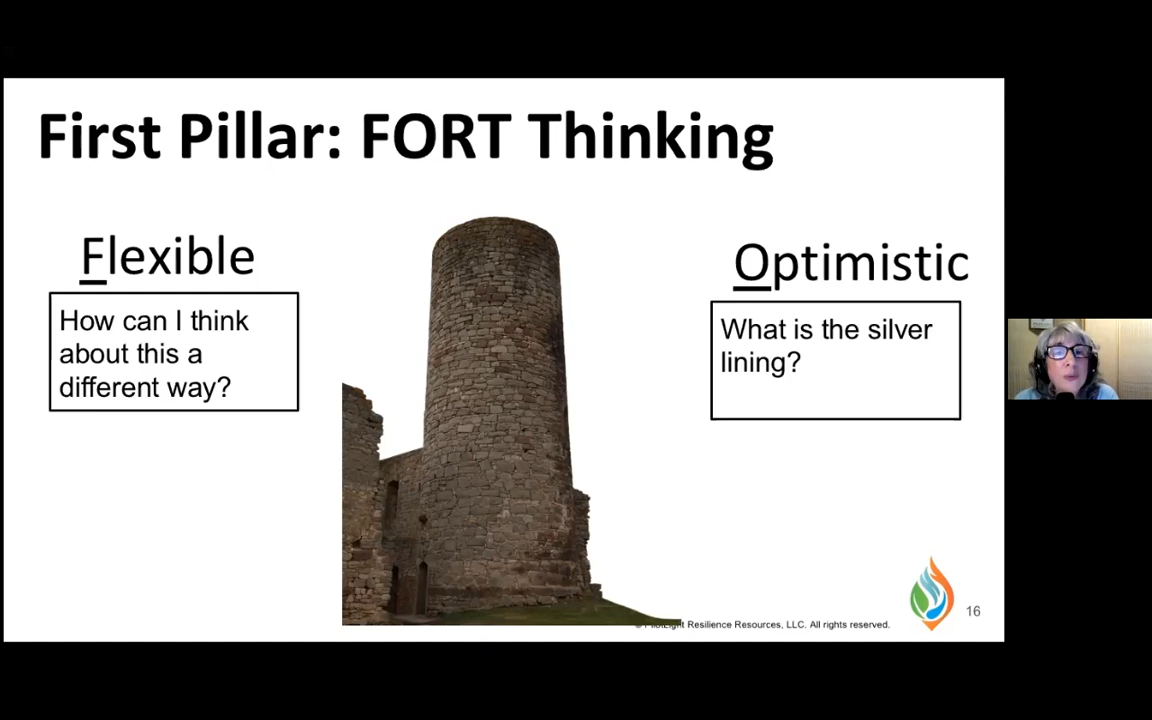 First Pillar: FORT Thinking
Flexible
How can I think
about this a
different way?
Optimistic
What is the silver
lining?
Resilience Resources, LLC. All rights reserved.
16